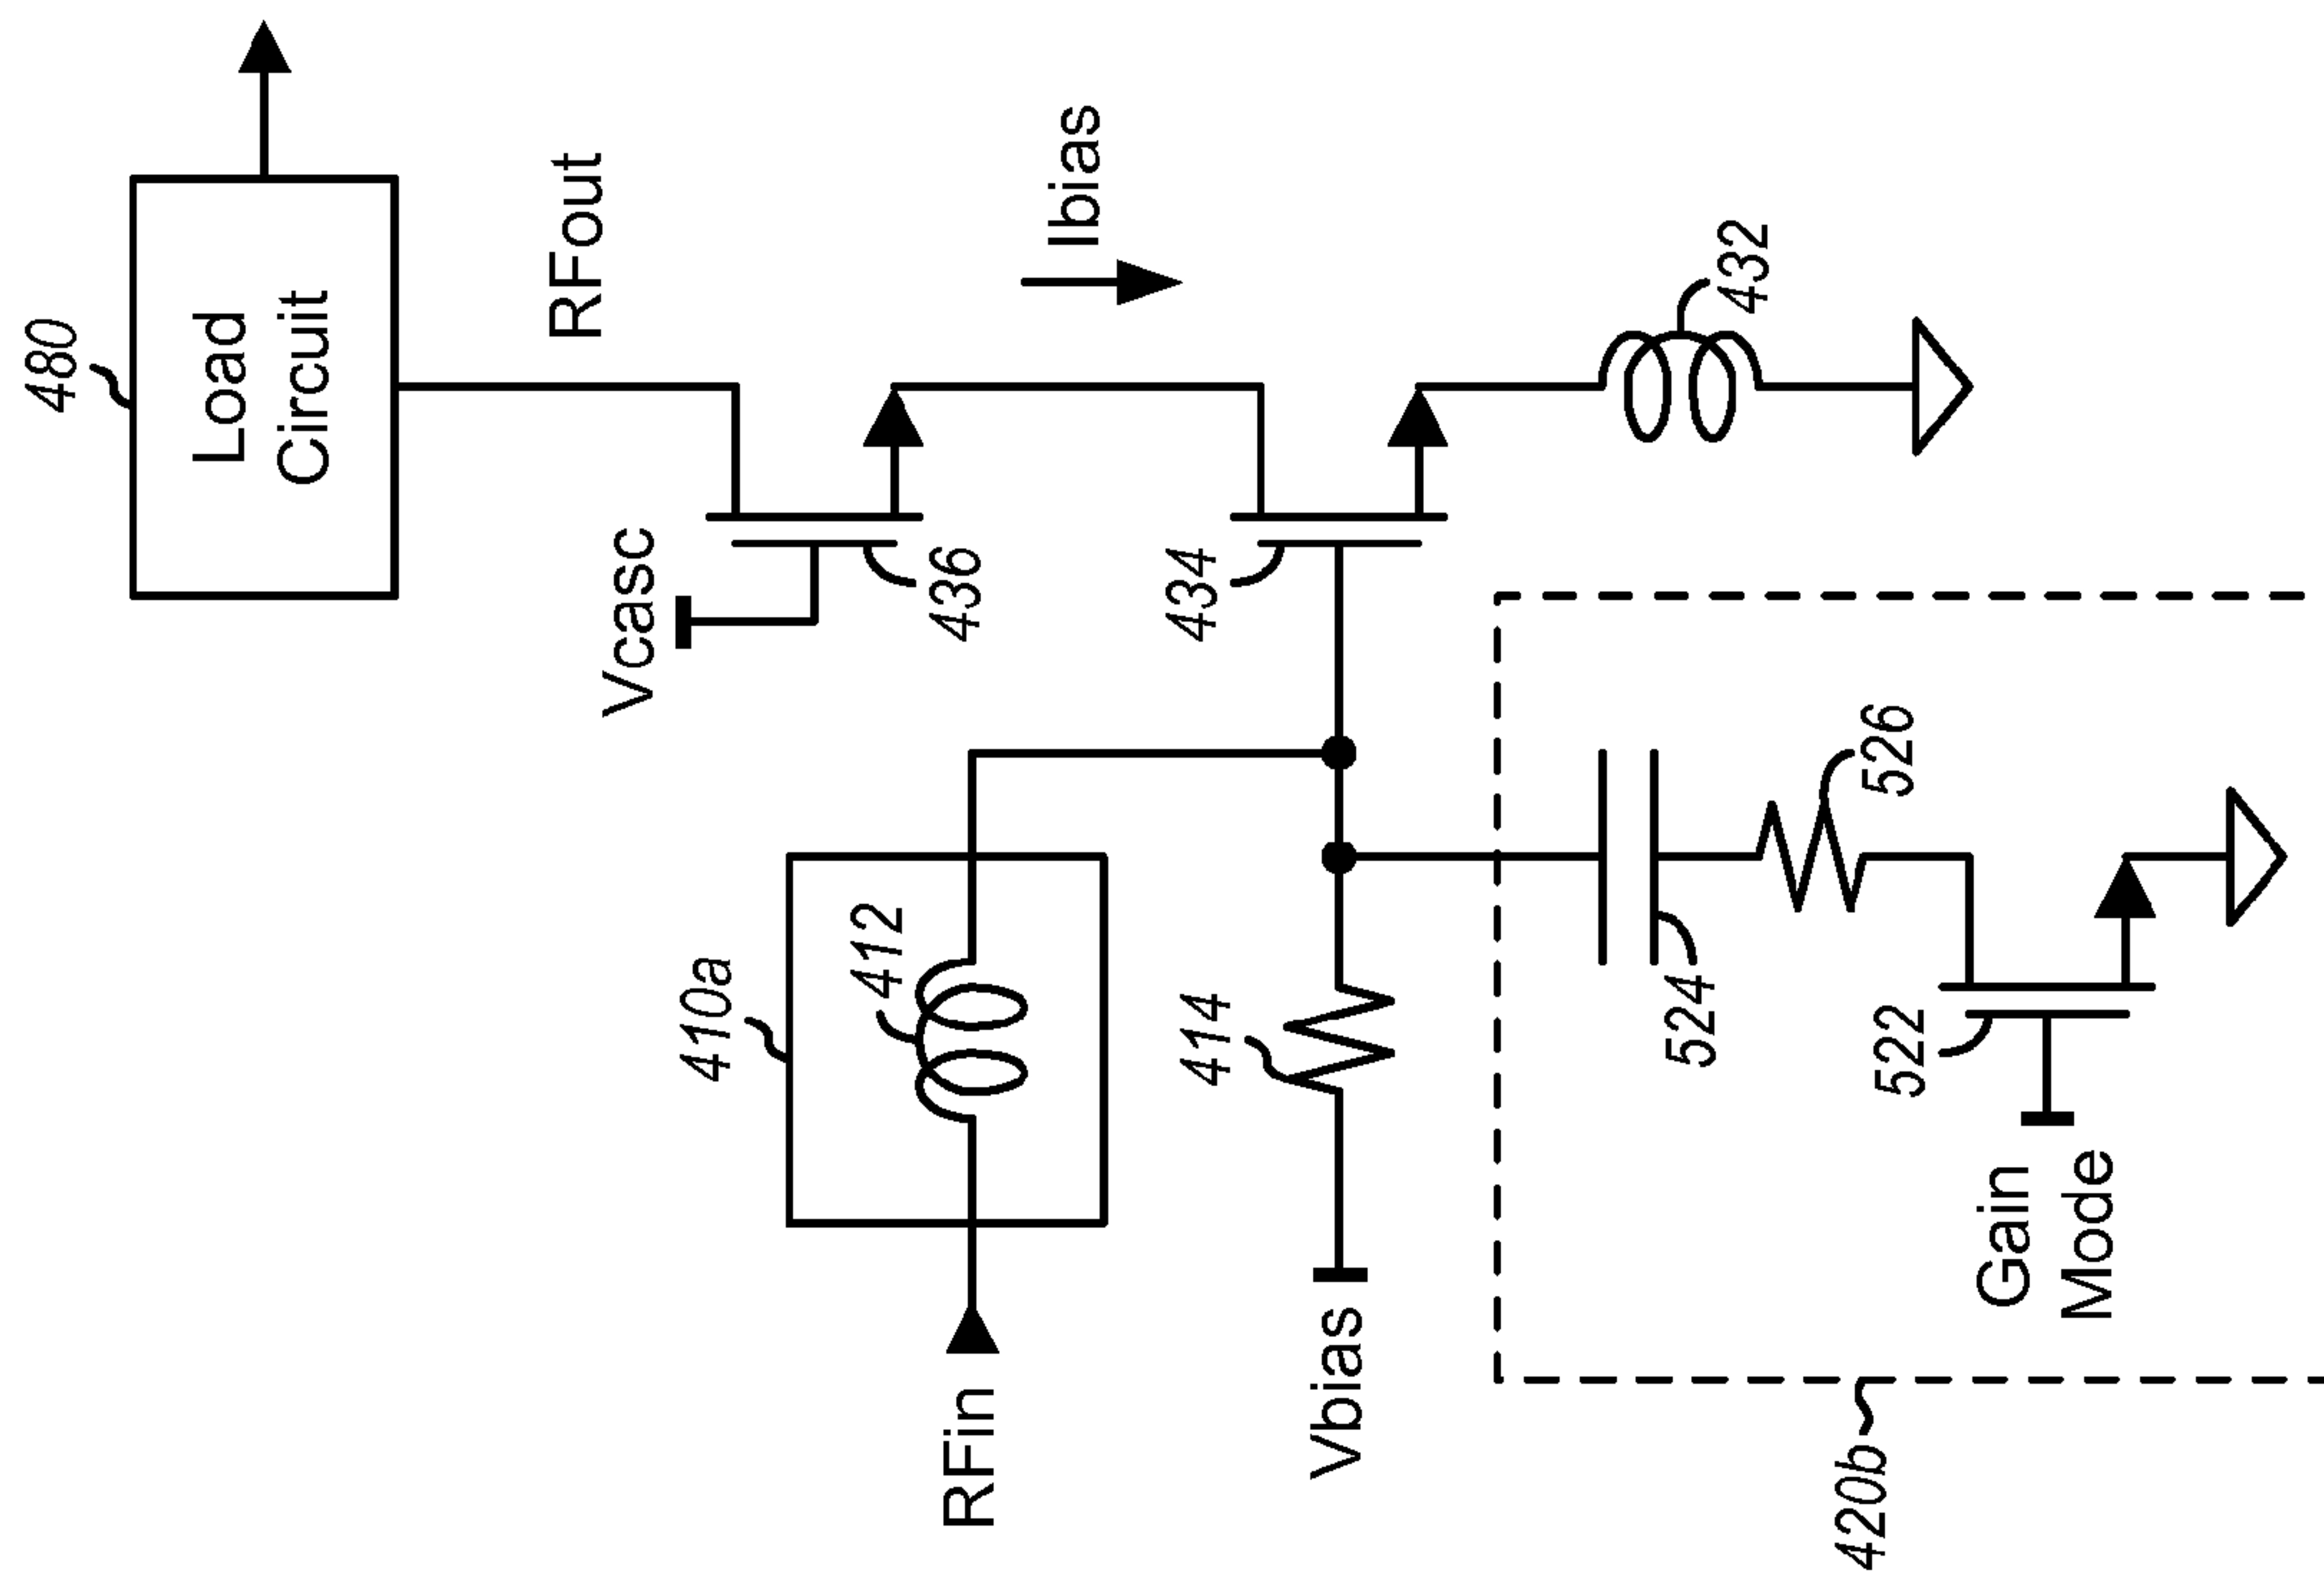 480
Load
Circuit
RFout
Ibias
Vcasc
436
434
432
410a
412
RFin
414
Vbias
524
526
522
Gain
Mode
420b